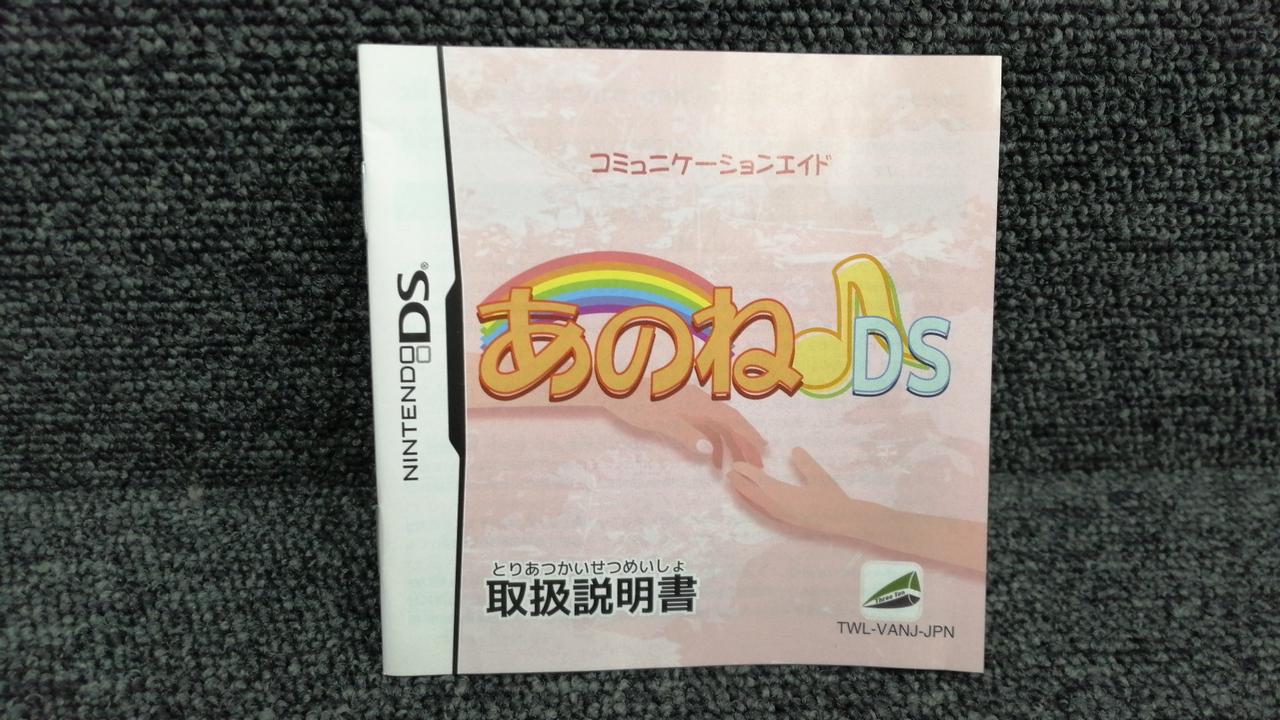 コミュニケーションエイド
あのね♪DS
NINTENDO DS®
とりあつかいせつめいしょ
取扱説明書
Three Ten
TWL-VANJ-JPN